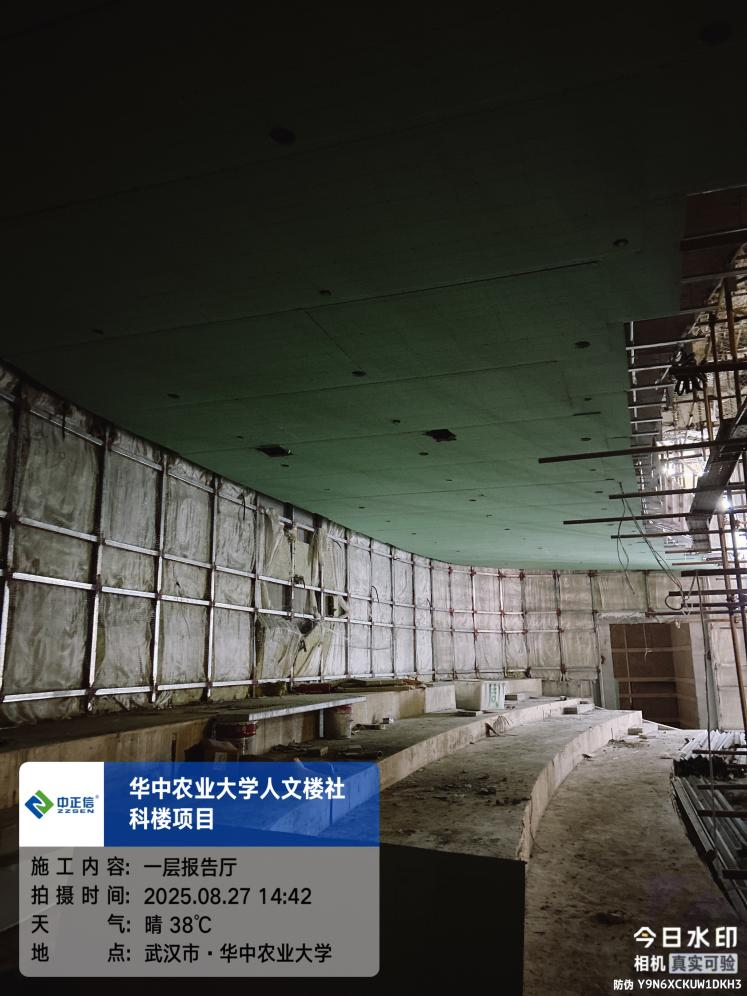 中正信®
ZZSEN
华中农业大学人文楼社
科楼项目
施工内容: 一层报告厅
拍摄时间: 2025.08.27 14:42
天气: 晴 38℃
地点: 武汉市·华中农业大学
今日水印
相机 真实可验
防伪 Y9N6XCKUW1DKH3